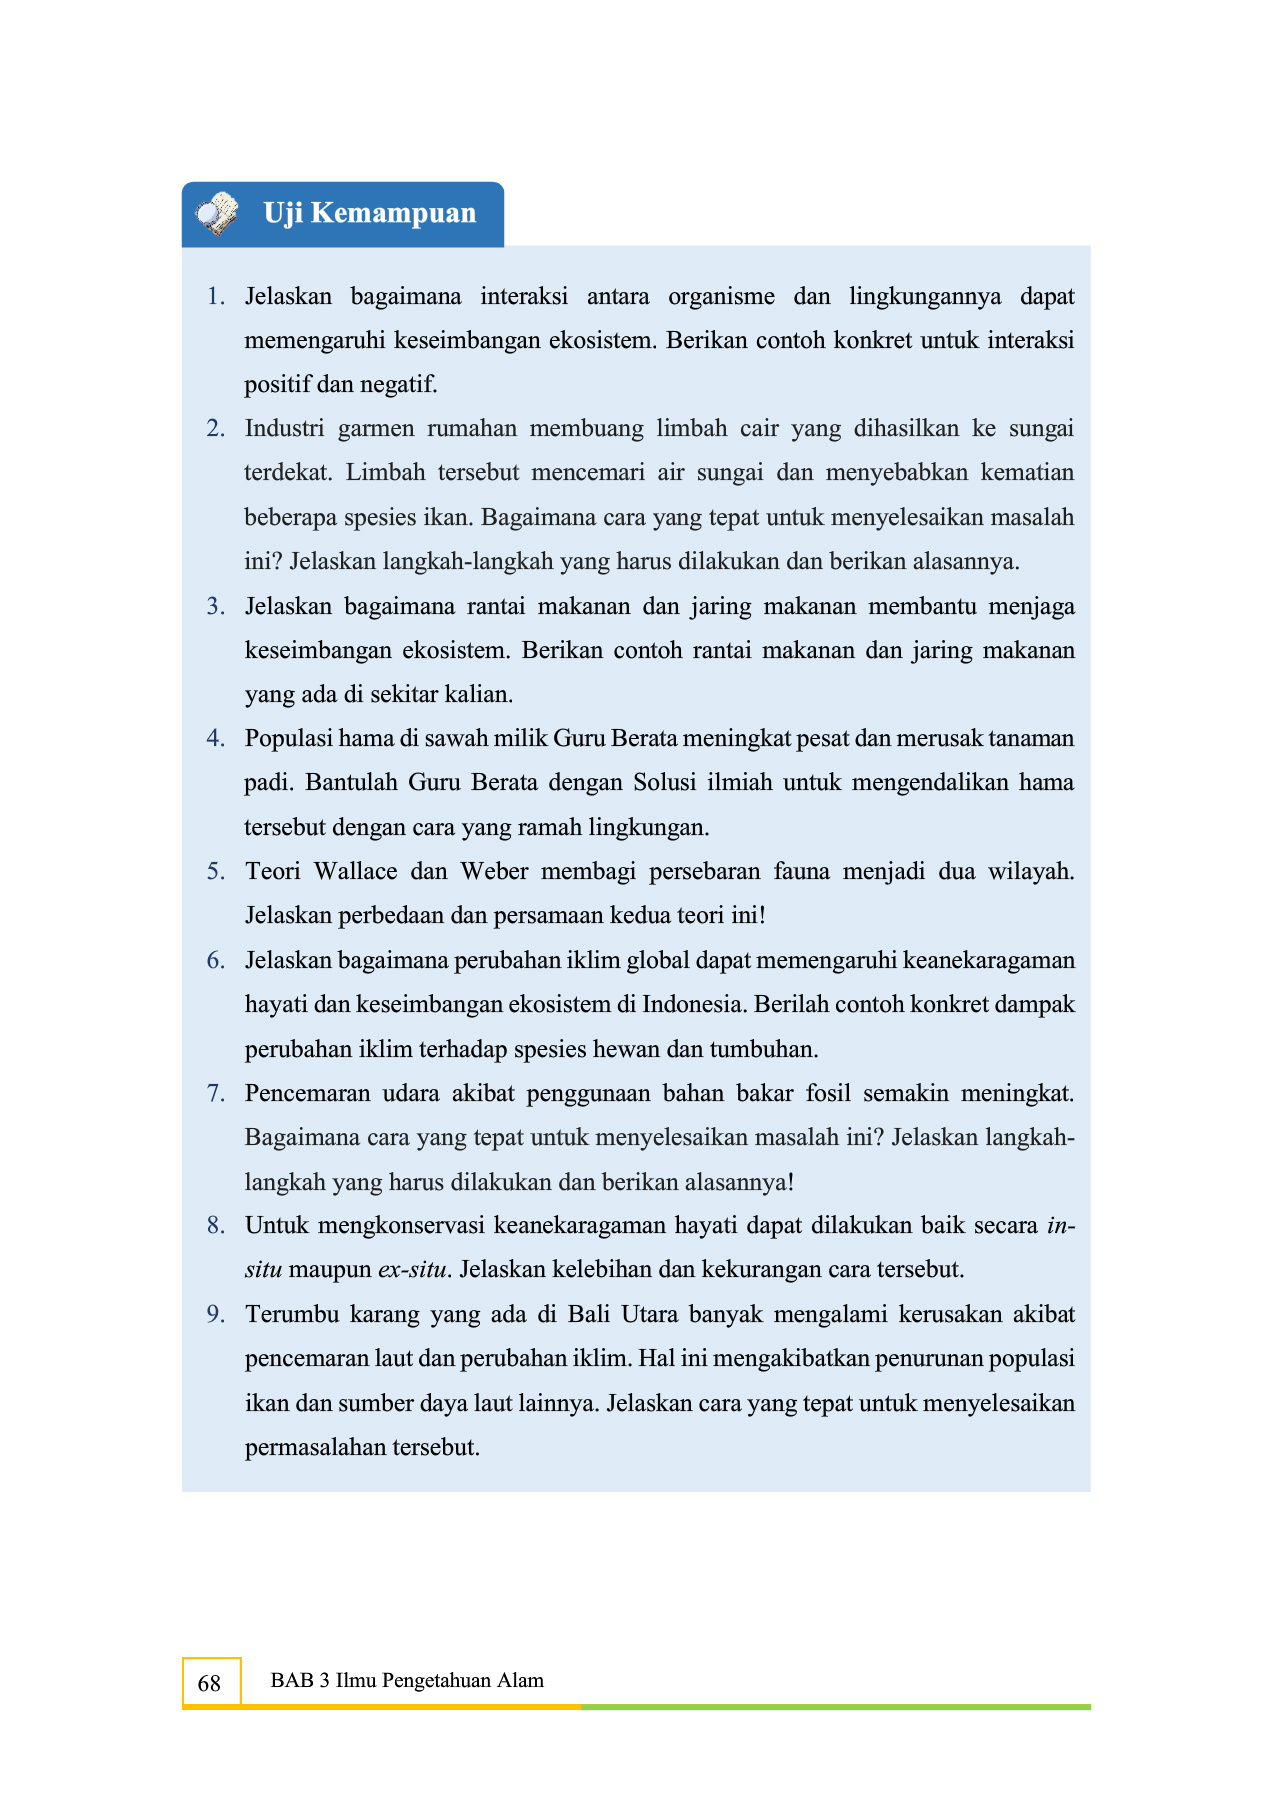 Uji Kemampuan
1. Jelaskan bagaimana interaksi antara organisme dan lingkungannya dapat
memengaruhi keseimbangan ekosistem. Berikan contoh konkret untuk interaksi
positif dan negatif.
2. Industri garmen rumahan membuang limbah cair yang dihasilkan ke sungai
terdekat. Limbah tersebut mencemari air sungai dan menyebabkan kematian
beberapa spesies ikan. Bagaimana cara yang tepat untuk menyelesaikan masalah
ini? Jelaskan langkah-langkah yang harus dilakukan dan berikan alasannya.
3. Jelaskan bagaimana rantai makanan dan jaring makanan membantu menjaga
keseimbangan ekosistem. Berikan contoh rantai makanan dan jaring makanan
yang ada di sekitar kalian.
4. Populasi hama di sawah milik Guru Berata meningkat pesat dan merusak tanaman
padi. Bantulah Guru Berata dengan Solusi ilmiah untuk mengendalikan hama
tersebut dengan cara yang ramah lingkungan.
5. Teori Wallace dan Weber membagi persebaran fauna menjadi dua wilayah.
Jelaskan perbedaan dan persamaan kedua teori ini!
6. Jelaskan bagaimana perubahan iklim global dapat memengaruhi keanekaragaman
hayati dan keseimbangan ekosistem di Indonesia. Berilah contoh konkret dampak
perubahan iklim terhadap spesies hewan dan tumbuhan.
7. Pencemaran udara akibat penggunaan bahan bakar fosil semakin meningkat.
Bagaimana cara yang tepat untuk menyelesaikan masalah ini? Jelaskan langkah-
langkah yang harus dilakukan dan berikan alasannya!
8. Untuk mengkonservasi keanekaragaman hayati dapat dilakukan baik secara in-
situ maupun ex-situ. Jelaskan kelebihan dan kekurangan cara tersebut.
9. Terumbu karang yang ada di Bali Utara banyak mengalami kerusakan akibat
pencemaran laut dan perubahan iklim. Hal ini mengakibatkan penurunan populasi
ikan dan sumber daya laut lainnya. Jelaskan cara yang tepat untuk menyelesaikan
permasalahan tersebut.
68 BAB 3 Ilmu Pengetahuan Alam